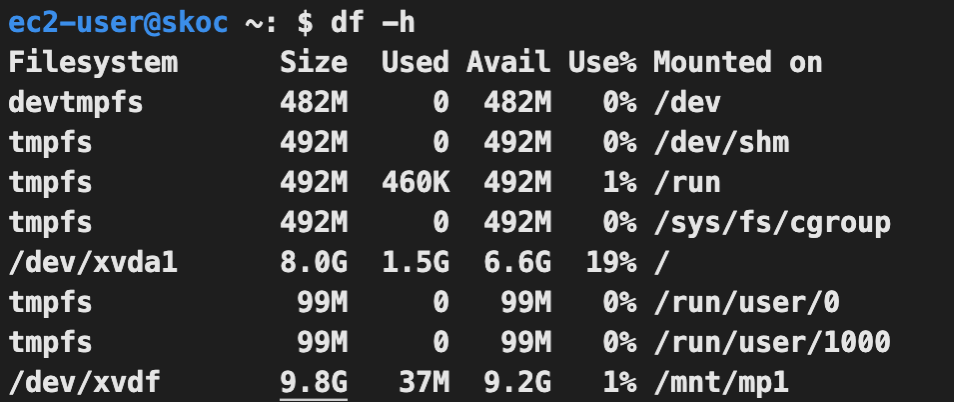 ec2-user@skoc ~: $ df -h
Filesystem      Size  Used Avail Use% Mounted on
devtmpfs        482M     0  482M   0% /dev
tmpfs           492M     0  492M   0% /dev/shm
tmpfs           492M  460K  492M   1% /run
tmpfs           492M     0  492M   0% /sys/fs/cgroup
/dev/xvda1      8.0G  1.5G  6.6G  19% /
tmpfs            99M     0   99M   0% /run/user/0
tmpfs            99M     0   99M   0% /run/user/1000
/dev/xvdf       9.8G   37M  9.2G   1% /mnt/mp1